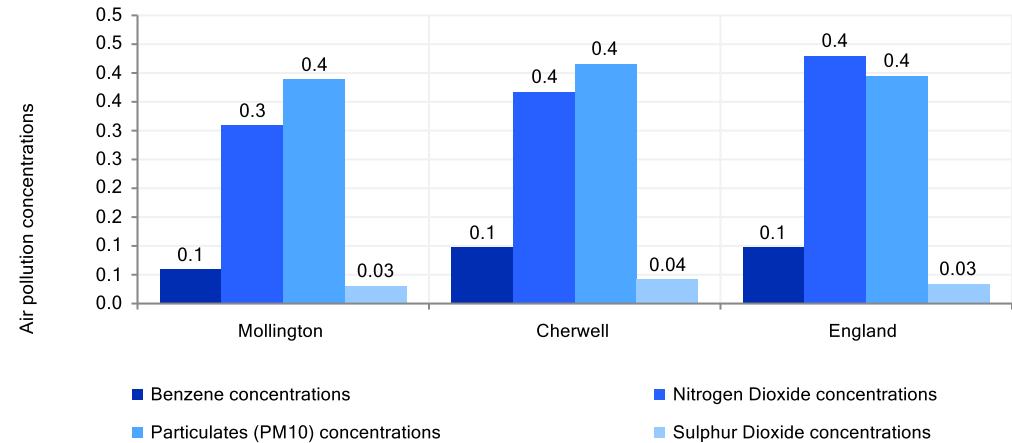 0.5
0.5
0.4
0.4
0.3
0.3
0.2
0.2
0.1
0.1
0.0
Air pollution concentrations
0.1
0.3
0.4
0.03
0.1
0.4
0.4
0.04
0.1
0.4
0.4
0.03
Mollington
Cherwell
England
Benzene concentrations
Nitrogen Dioxide concentrations
Particulates (PM10) concentrations
Sulphur Dioxide concentrations